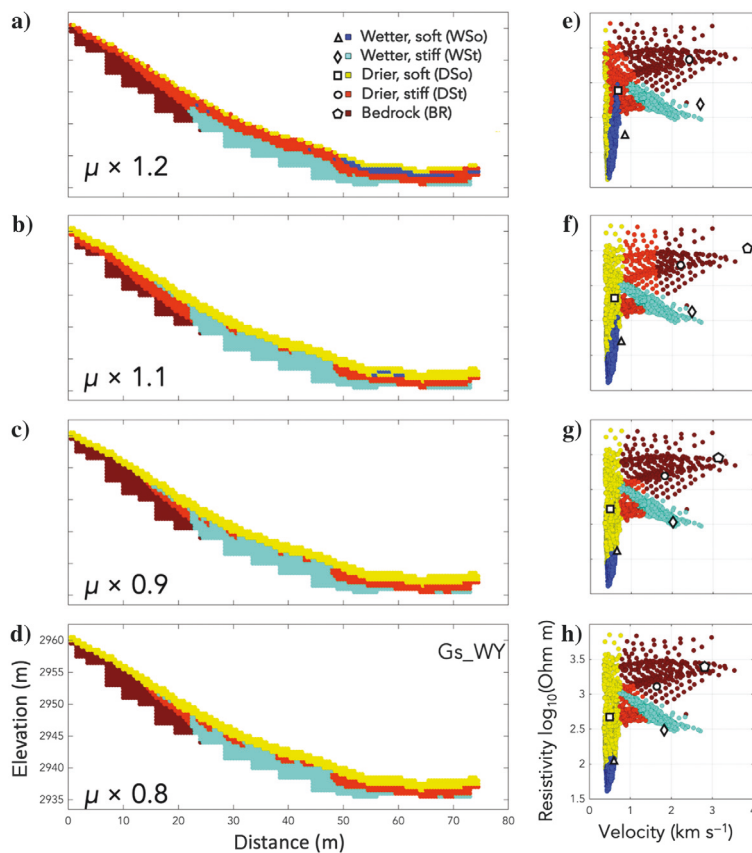 a)
Wetter, soft (WSo)
Wetter, stiff (WSt)
Drier, soft (DSo)
Drier, stiff (DSt)
Bedrock (BR)
μ × 1.2
e)
b)
μ × 1.1
f)
c)
μ × 0.9
g)
d)
Gs_WY
μ × 0.8
Elevation (m)
2960
2955
2950
2945
2940
2935
0 10 20 30 40 50 60 70 80
Distance (m)
h)
Resistivity log10(Ohm m)
3.5
3
2.5
2
1.5
0 1 2 3 4
Velocity (km s⁻¹)